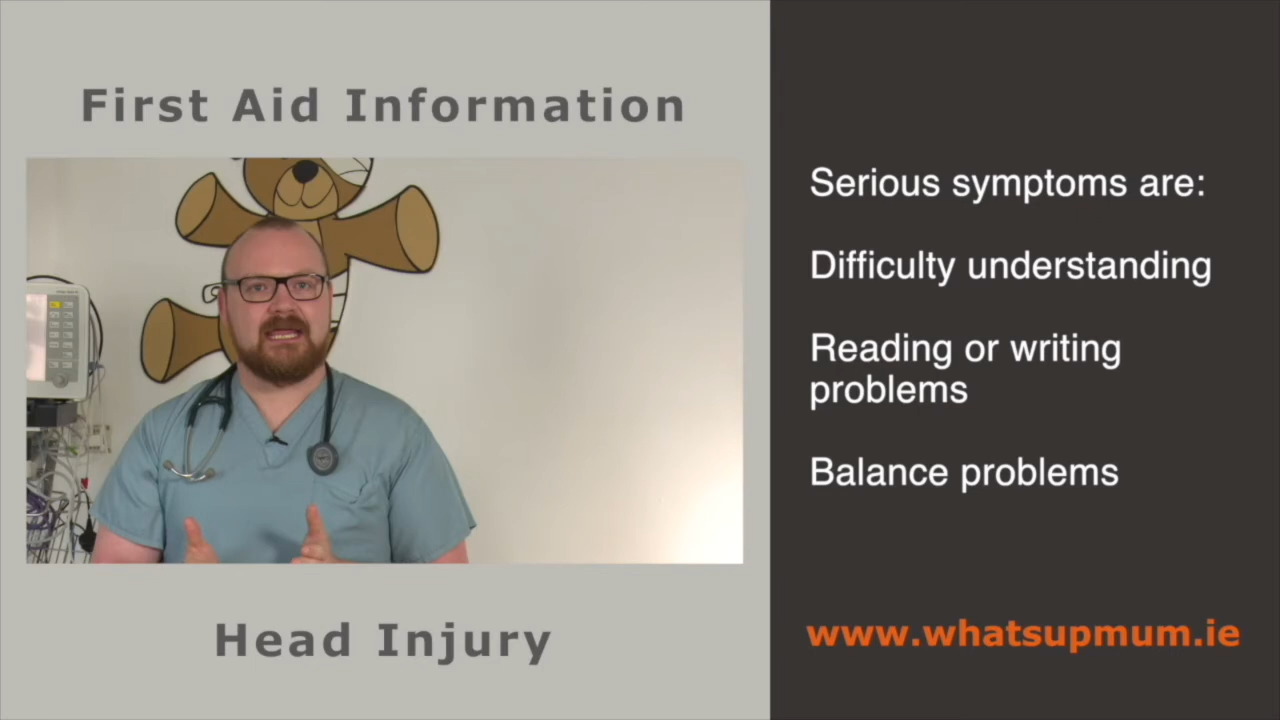 First Aid Information
Serious symptoms are:
Difficulty understanding
Reading or writing
problems
Balance problems
Head Injury
www.whatsupmum.ie